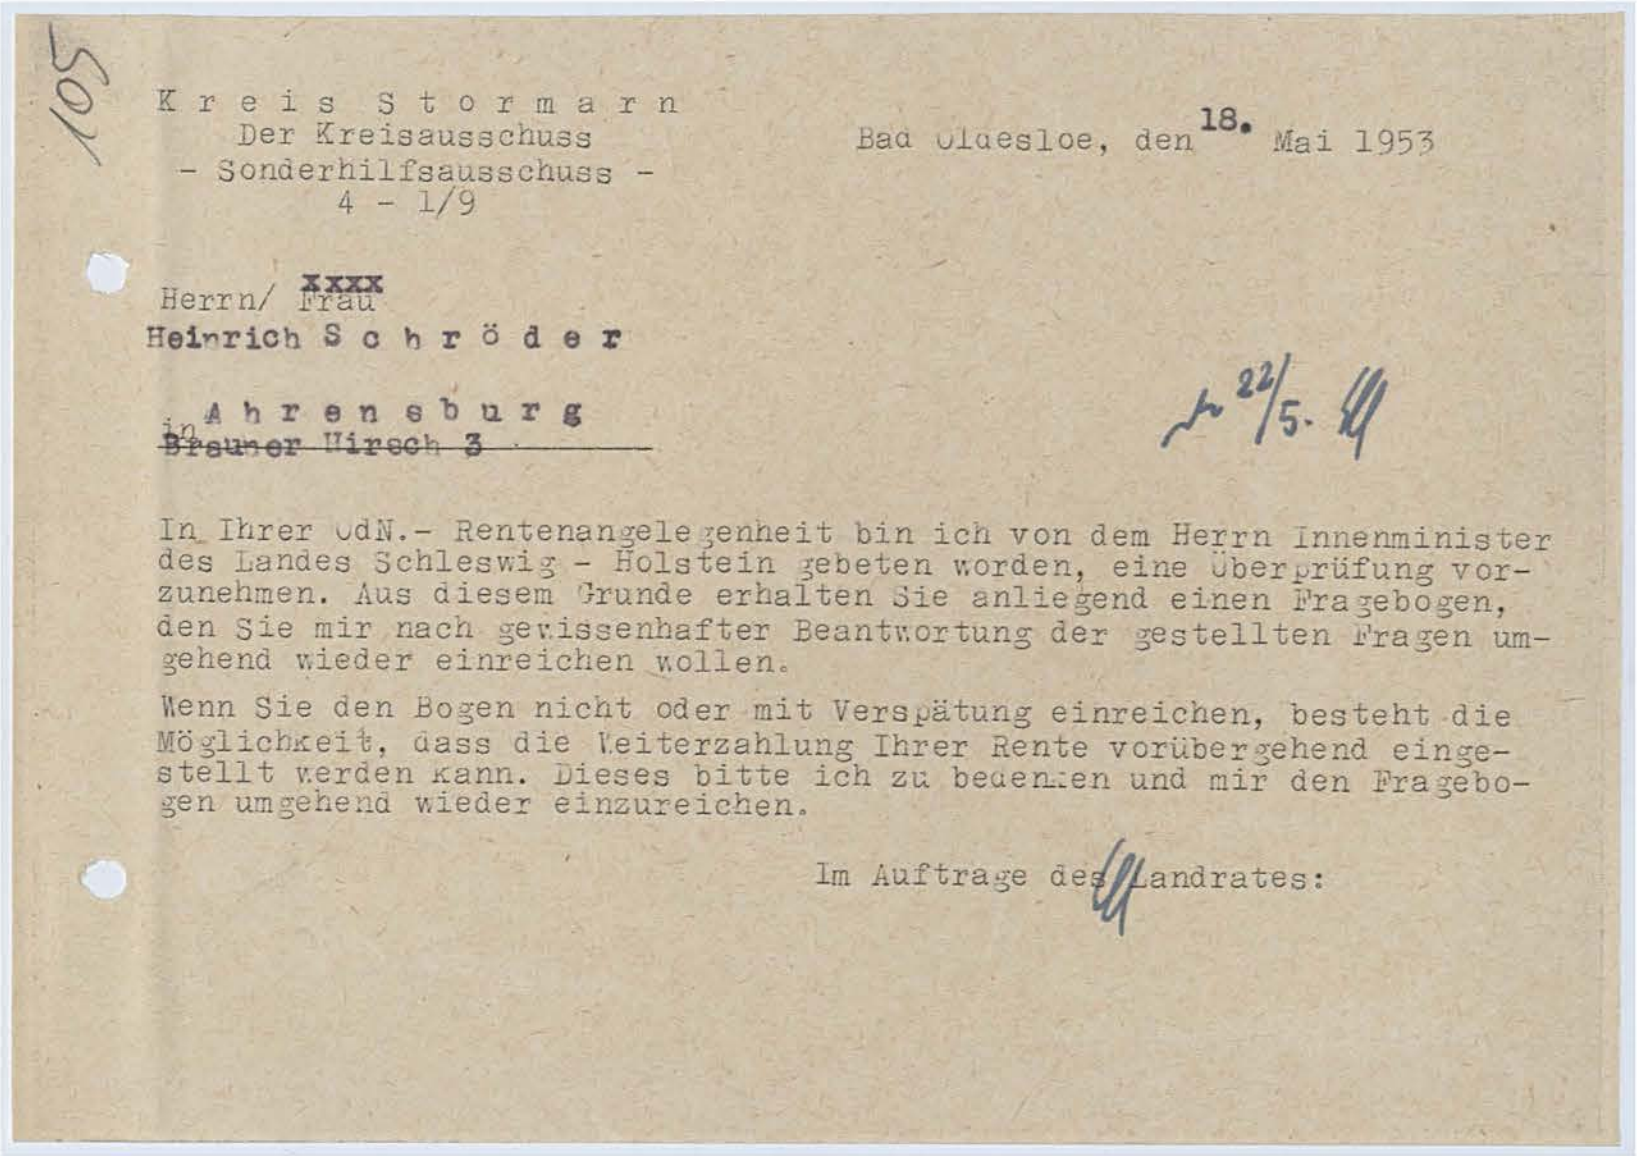 105
Kreis Stormarn
Der Kreisausschuss
- Sonderhilfsausschuss -
4 - 1/9
Bad Oldesloe, den 18. Mai 1953
xxxx
Herrn/ Frau
Heinrich Schröder
Ahrensburg
in
Brauner Hirsch 3
22/5.
In Ihrer OdN.- Rentenangelegenheit bin ich von dem Herrn Innenminister
des Landes Schleswig - Holstein gebeten worden, eine Überprüfung vor-
zunehmen. Aus diesem Grunde erhalten Sie anliegend einen Fragebogen,
den Sie mir nach gewissenhafter Beantwortung der gestellten Fragen um-
gehend wieder einreichen wollen.
Wenn Sie den Bogen nicht oder mit Verspätung einreichen, besteht die
Möglichkeit, dass die Weiterzahlung Ihrer Rente vorübergehend einge-
stellt werden kann. Dieses bitte ich zu bedenken und mir den Fragebo-
gen umgehend wieder einzureichen.
Im Auftrage des Landrates: